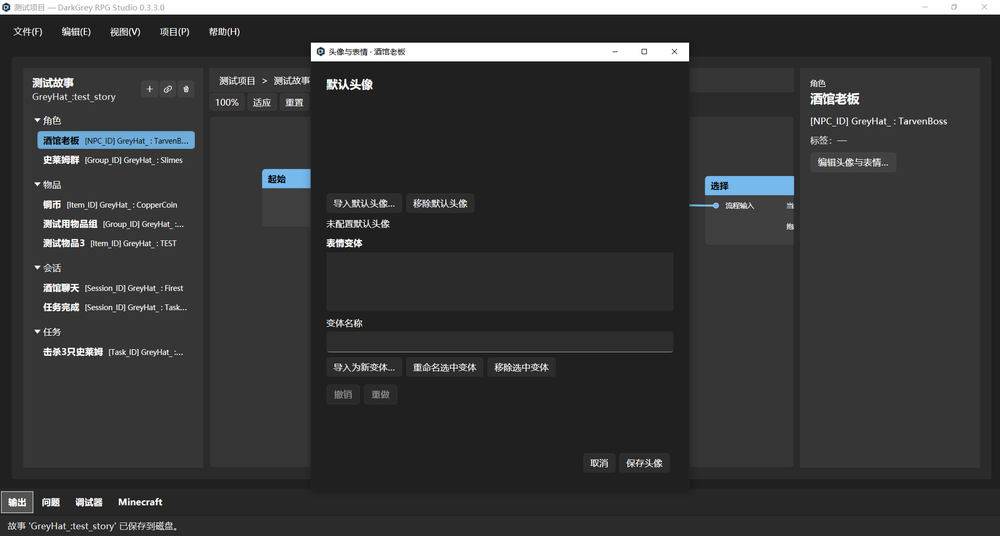 测试项目 — DarkGrey RPG Studio 0.3.3.0
文件(F) 编辑(E) 视图(V) 项目(P) 帮助(H)
测试故事
GreyHat_:test_story
角色
酒馆老板 [NPC_ID] GreyHat_ : TarvenB...
史莱姆群 [Group_ID] GreyHat_ : Slimes
物品
铜币 [Item_ID] GreyHat_ : CopperCoin
测试用物品组 [Group_ID] GreyHat_ :...
测试物品3 [Item_ID] GreyHat_ : TEST
会话
酒馆聊天 [Session_ID] GreyHat_ : Firest
任务完成 [Session_ID] GreyHat_ : Task...
任务
击杀3只史莱姆 [Task_ID] GreyHat_ :...
测试项目 > 测试故事
100% 适应 重置
起始
头像与表情 · 酒馆老板
默认头像
导入默认头像... 移除默认头像
未配置默认头像
表情变体
变体名称
导入为新变体... 重命名选中变体 移除选中变体
撤销 重做
取消 保存头像
选择
流程输入 当
抱
角色
酒馆老板
[NPC_ID] GreyHat_ : TarvenBoss
标签：—
编辑头像与表情...
输出 问题 调试器 Minecraft
故事 'GreyHat_:test_story' 已保存到磁盘。